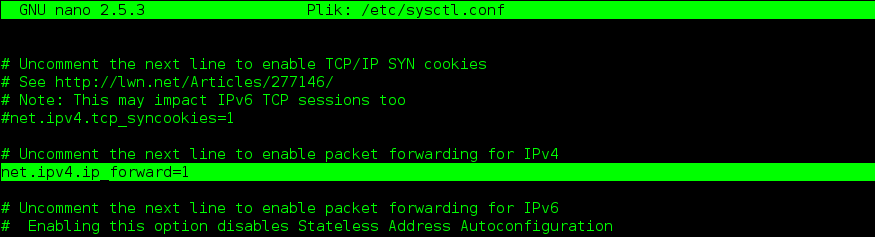 GNU nano 2.5.3 Plik: /etc/sysctl.conf
# Uncomment the next line to enable TCP/IP SYN cookies
# See http://lwn.net/Articles/277146/
# Note: This may impact IPv6 TCP sessions too
#net.ipv4.tcp_syncookies=1
# Uncomment the next line to enable packet forwarding for IPv4
net.ipv4.ip_forward=1
# Uncomment the next line to enable packet forwarding for IPv6
#  Enabling this option disables Stateless Address Autoconfiguration